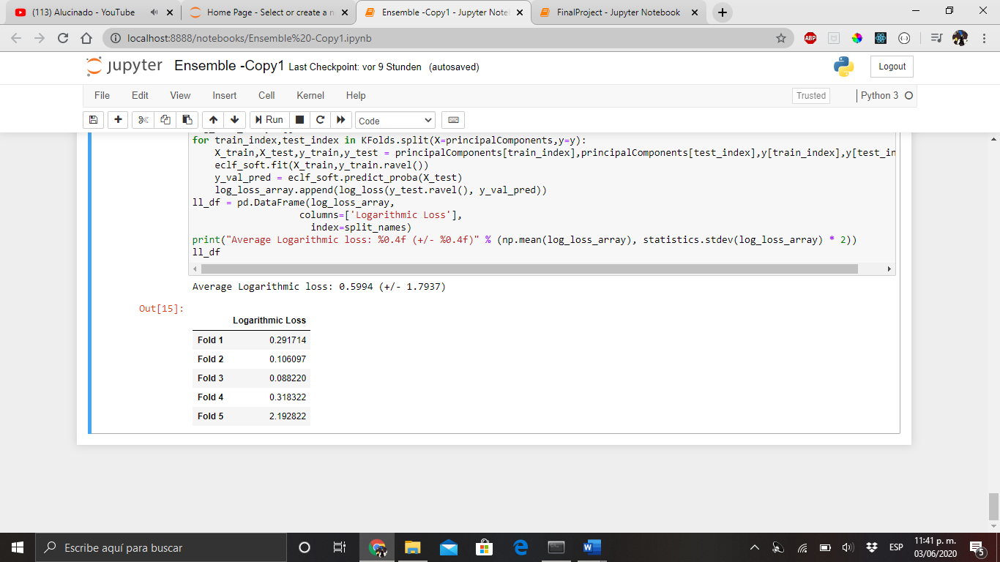 (113) Alucinado - YouTube
Home Page - Select or create a n
Ensemble -Copy1 - Jupyter Note
FinalProject - Jupyter Notebook
localhost:8888/notebooks/Ensemble%20-Copy1.ipynb
ABP
jupyter Ensemble -Copy1 Last Checkpoint: vor 9 Stunden (autosaved)
Logout
File Edit View Insert Cell Kernel Help
Trusted
Python 3
Run
Code
for train_index,test_index in KFolds.split(X=principalComponents,y=y):
    X_train,X_test,y_train,y_test = principalComponents[train_index],principalComponents[test_index],y[train_index],y[test_in
    eclf_soft.fit(X_train,y_train.ravel())
    y_val_pred = eclf_soft.predict_proba(X_test)
    log_loss_array.append(log_loss(y_test.ravel(), y_val_pred))
ll_df = pd.DataFrame(log_loss_array,
                   columns=['Logarithmic Loss'],
                     index=split_names)
print("Average Logarithmic loss: %0.4f (+/- %0.4f)" % (np.mean(log_loss_array), statistics.stdev(log_loss_array) * 2))
ll_df
Average Logarithmic loss: 0.5994 (+/- 1.7937)
Out[15]:
Logarithmic Loss
Fold 1 0.291714
Fold 2 0.106097
Fold 3 0.088220
Fold 4 0.318322
Fold 5 2.192822
Escribe aquí para buscar
ESP
11:41 p. m.
03/06/2020
5